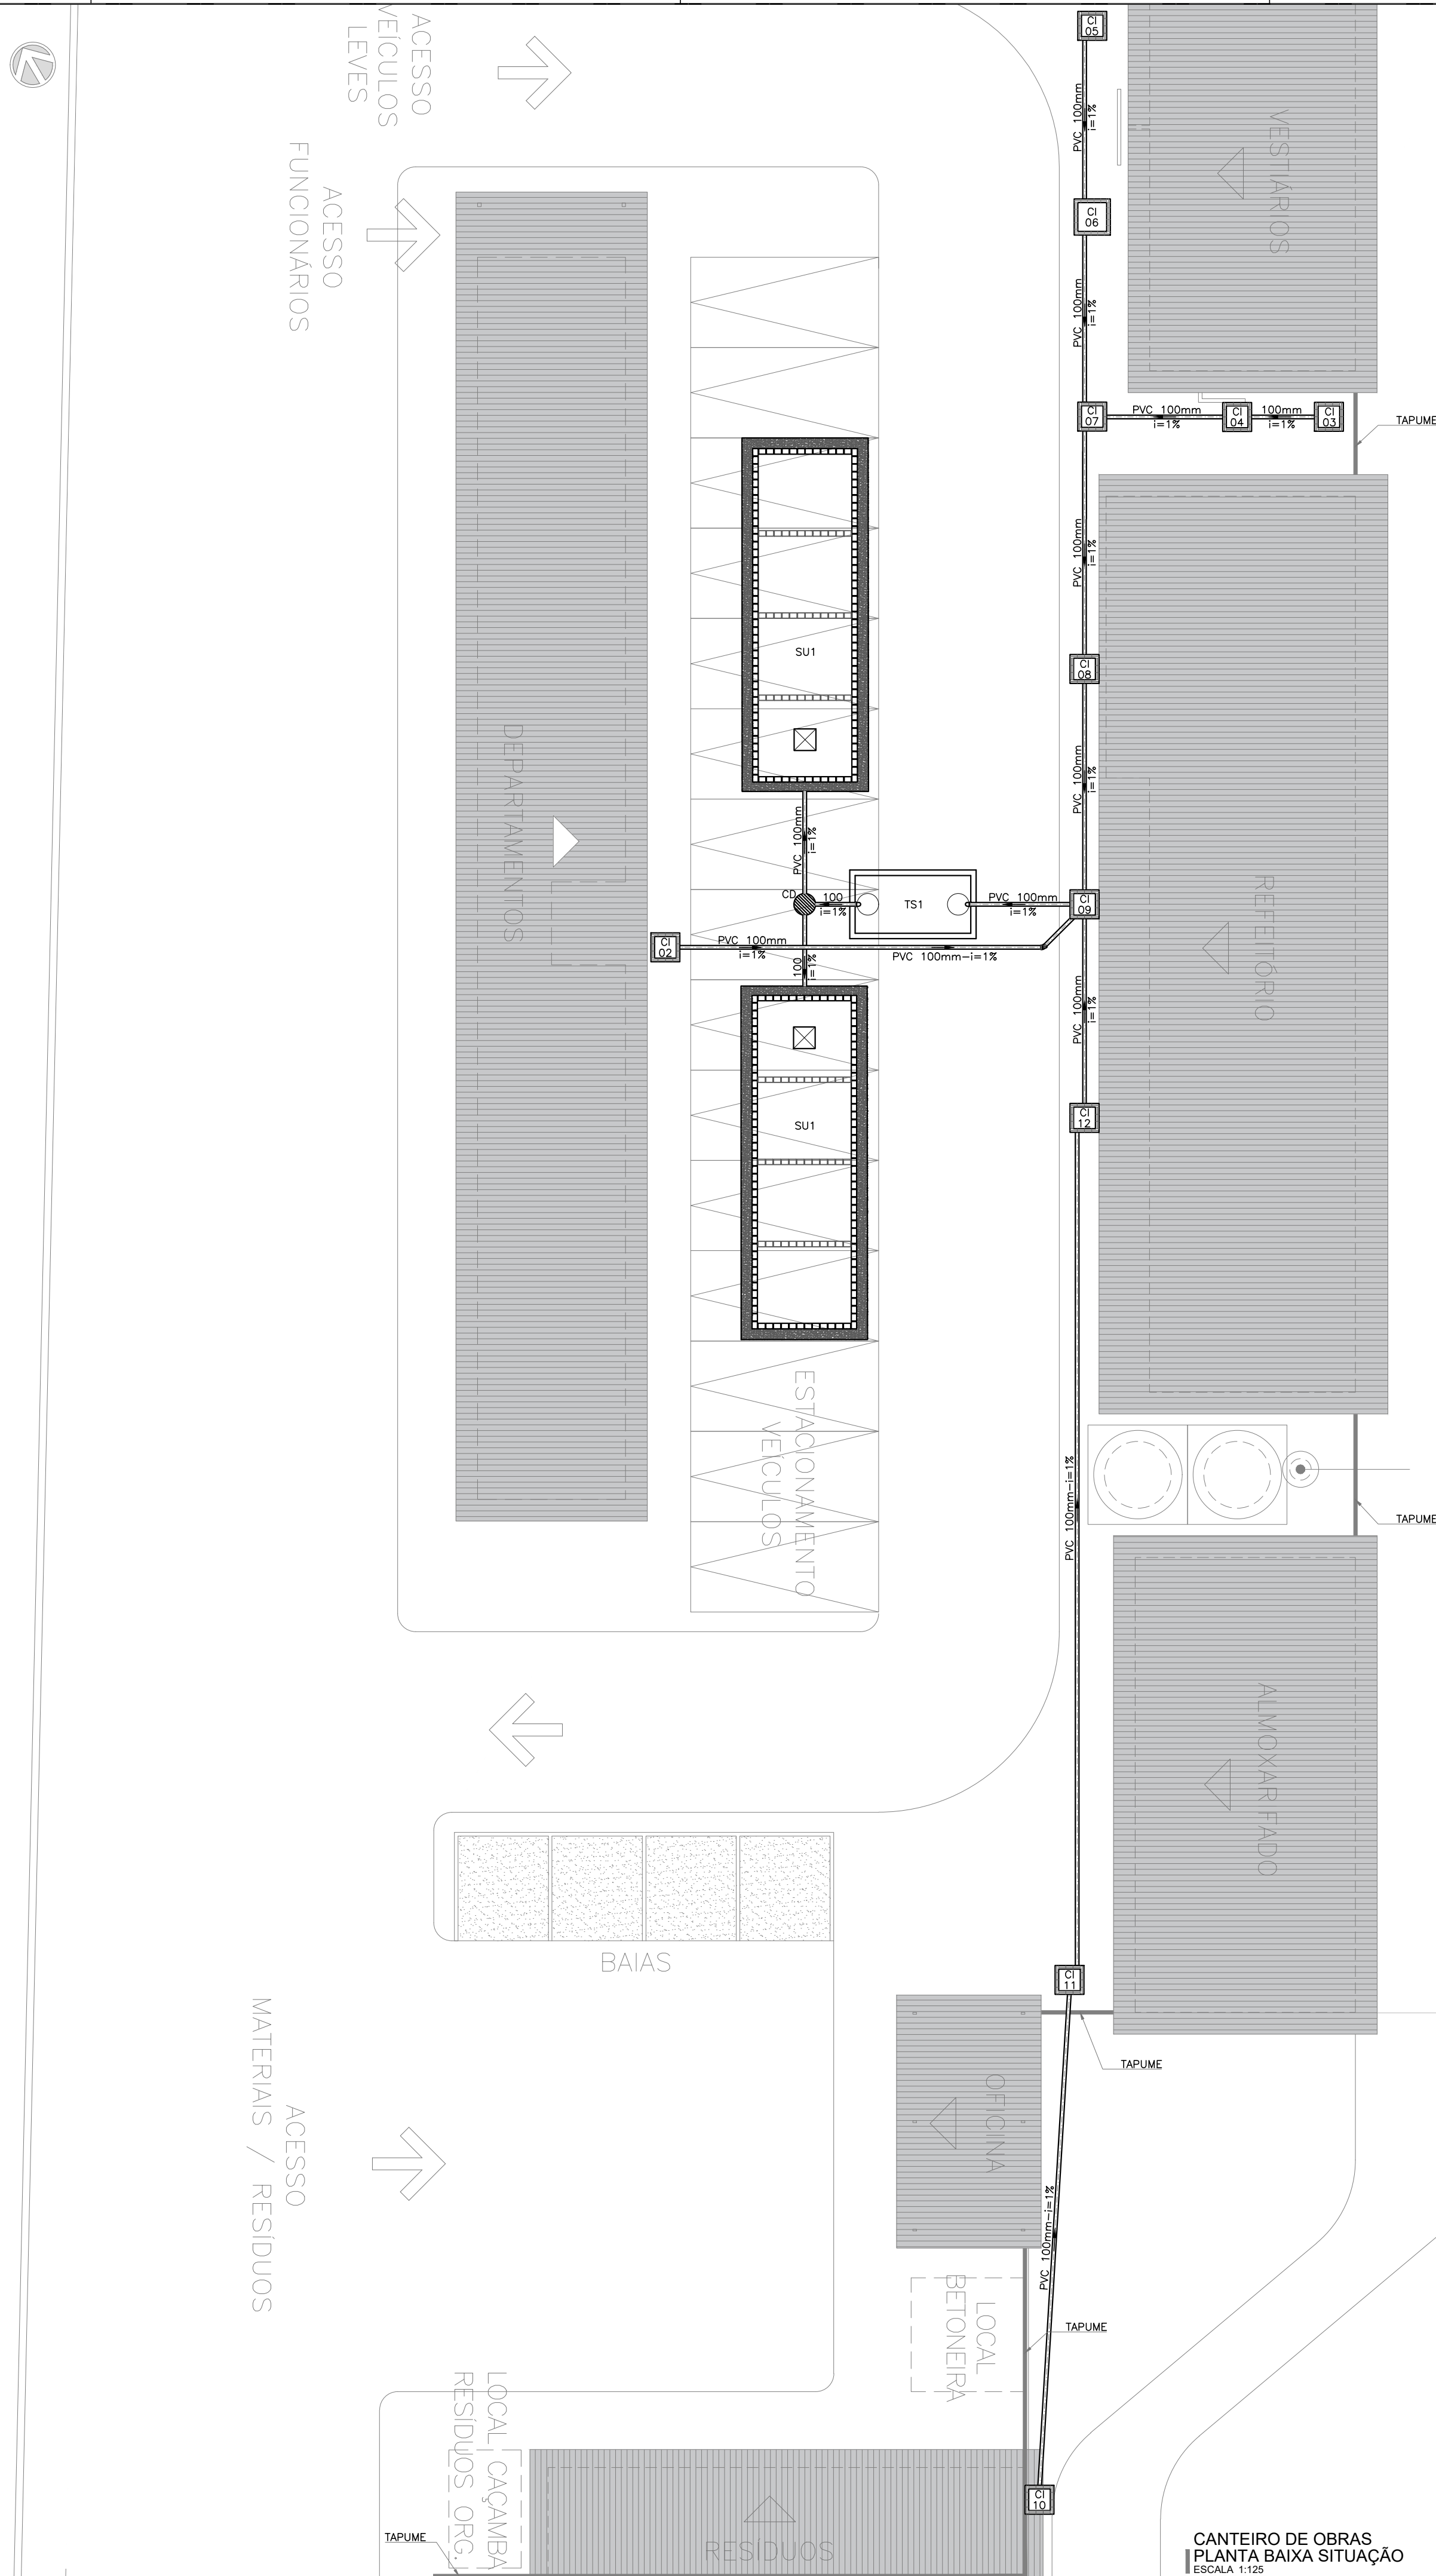 ACESSO
VEÍCULOS
LEVES
CI
05
PVC 100mm
i=1%
VESTIÁRIOS
ACESSO
FUNCIONÁRIOS
CI
06
PVC 100mm
i=1%
CI
07
PVC 100mm
i=1%
CI
04
100mm
i=1%
CI
03
TAPUME
PVC 100mm
i=1%
SU1
CI
08
DEPARTAMENTOS
PVC 100mm
i=1%
PVC 100mm
i=1%
CD
100
i=1%
TS1
PVC 100mm
i=1%
CI
09
REFEITÓRIO
CI
02
PVC 100mm
i=1%
PVC 100mm-i=1%
100
i=1%
PVC 100mm
i=1%
SU1
CI
12
ESTACIONAMENTO
VEÍCULOS
PVC 100mm-i=1%
TAPUME
ALMOXARIFADO
BAIAS
CI
11
TAPUME
ACESSO
MATERIAIS / RESÍDUOS
OFICINA
PVC 100mm-i=1%
LOCAL
BETONEIRA
TAPUME
LOCAL CAÇAMBA
RESÍDUOS ORG.
CI
10
TAPUME
RESÍDUOS
CANTEIRO DE OBRAS
PLANTA BAIXA SITUAÇÃO
ESCALA 1:125